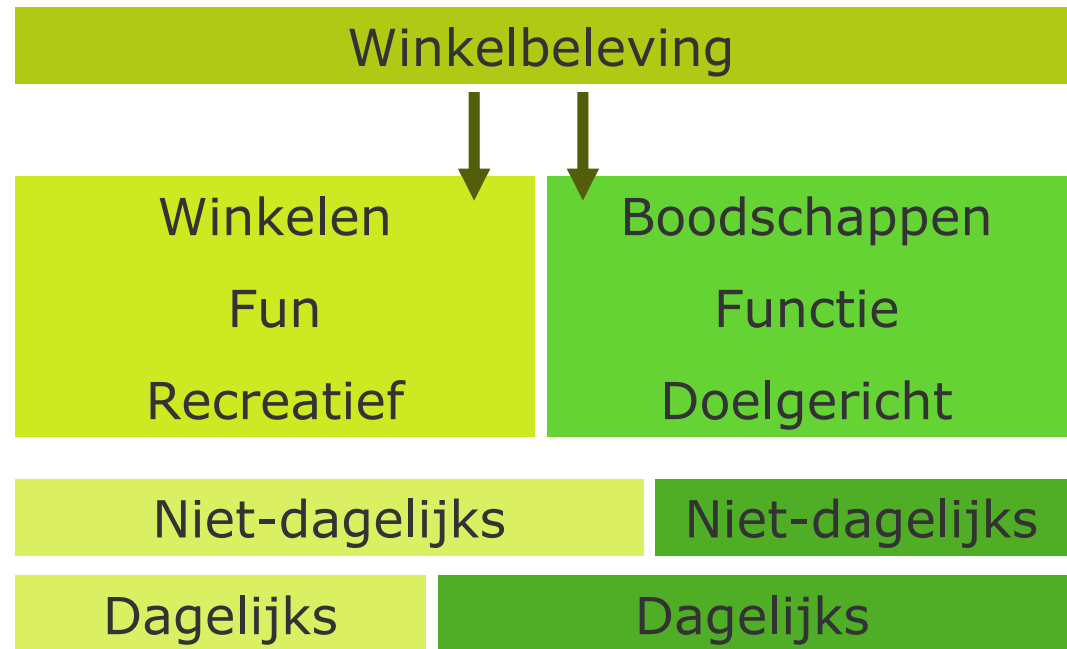 Winkelbeleving
Winkelen
Fun
Recreatief
Boodschappen
Functie
Doelgericht
Niet-dagelijks
Niet-dagelijks
Dagelijks
Dagelijks